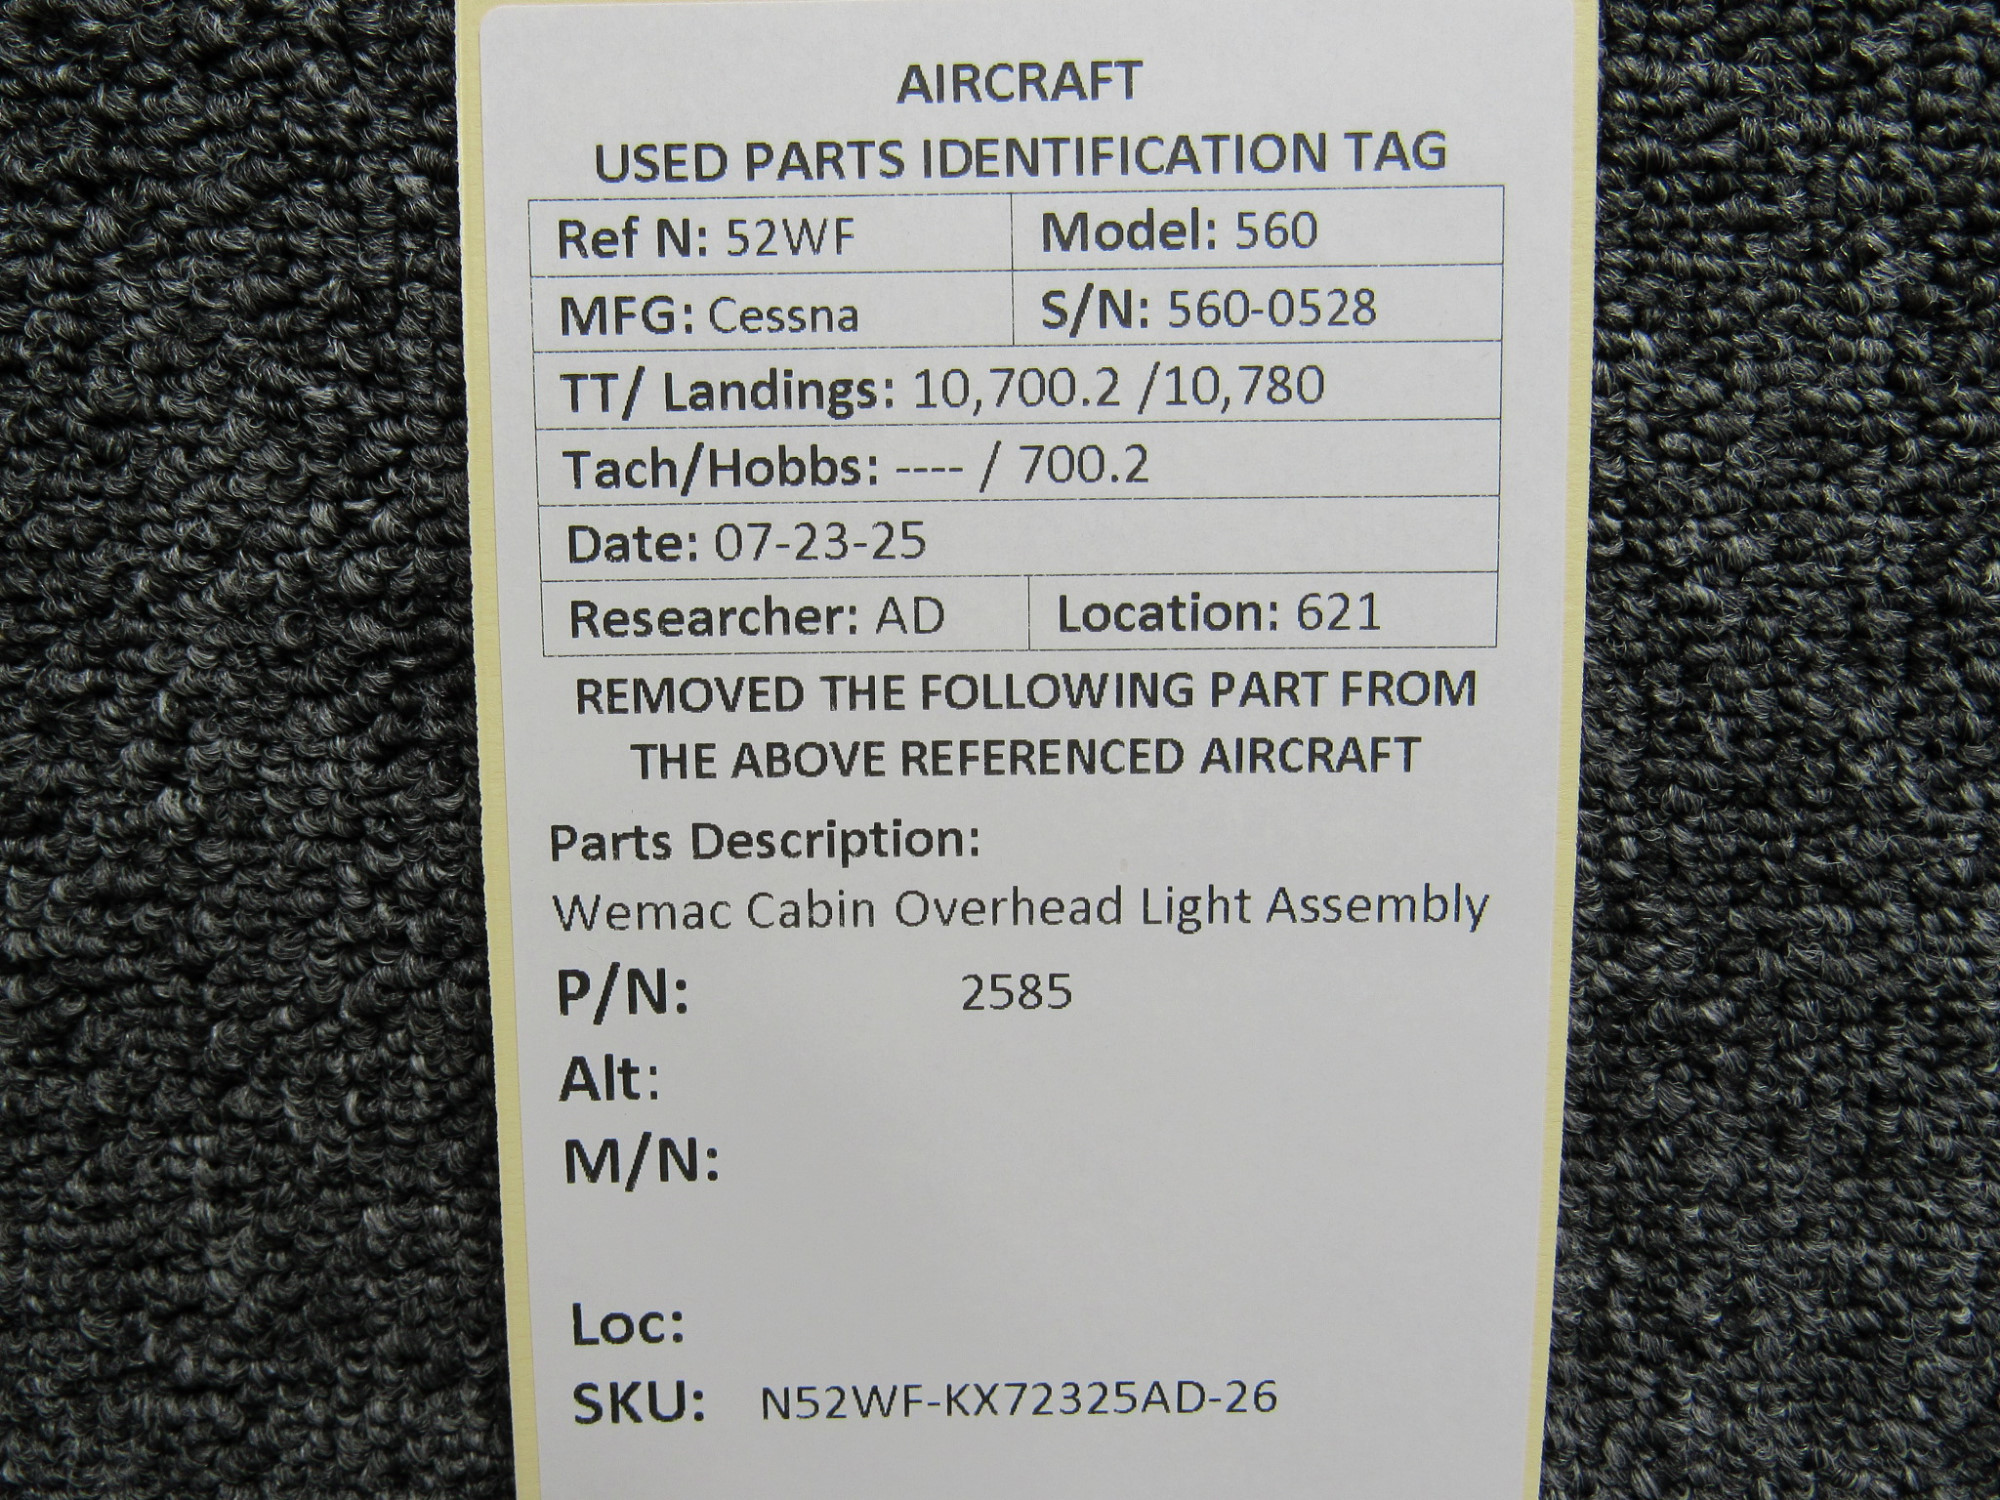 AIRCRAFT
USED PARTS IDENTIFICATION TAG
Ref N: 52WF Model: 560
MFG: Cessna S/N: 560-0528
TT/ Landings: 10,700.2 /10,780
Tach/Hobbs: ---- / 700.2
Date: 07-23-25
Researcher: AD Location: 621
REMOVED THE FOLLOWING PART FROM
THE ABOVE REFERENCED AIRCRAFT
Parts Description:
Wemac Cabin Overhead Light Assembly
P/N: 2585
Alt:
M/N:
Loc:
SKU: N52WF-KX72325AD-26